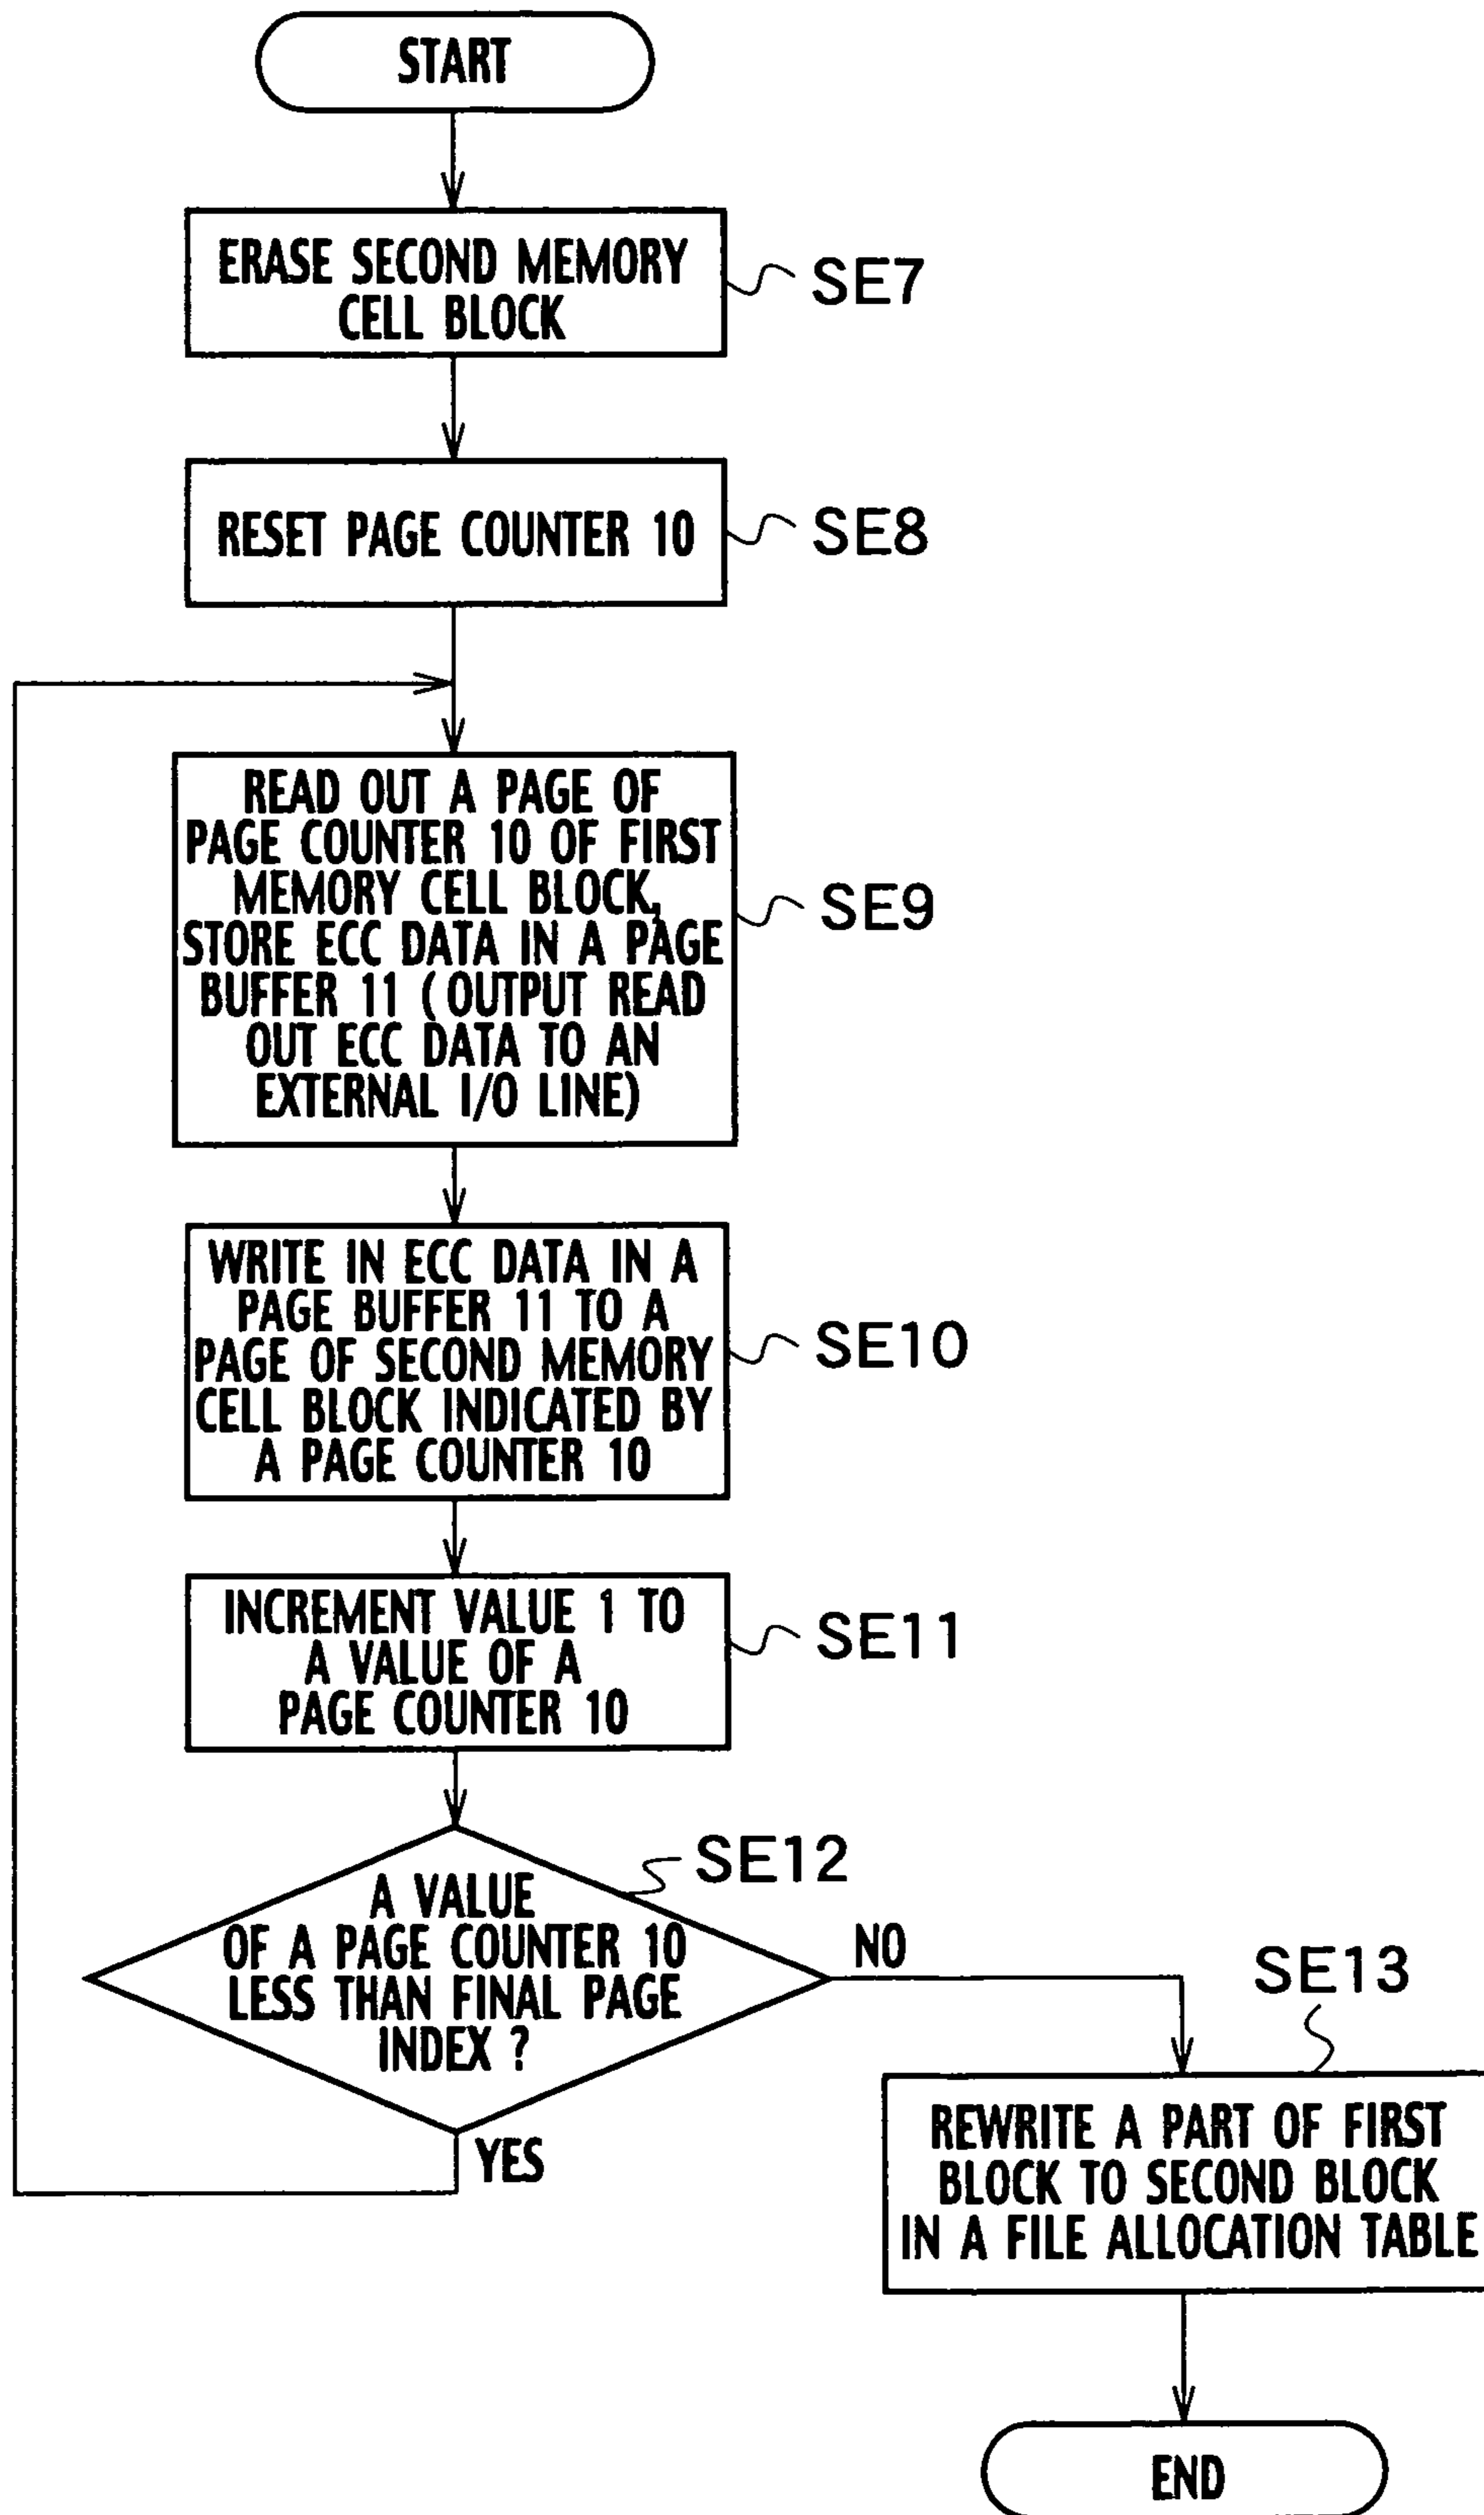 START
ERASE SECOND MEMORY
CELL BLOCK
SE7
RESET PAGE COUNTER 10
SE8
READ OUT A PAGE OF
PAGE COUNTER 10 OF FIRST
MEMORY CELL BLOCK,
STORE ECC DATA IN A PAGE
BUFFER 11 (OUTPUT READ
OUT ECC DATA TO AN
EXTERNAL I/O LINE)
SE9
WRITE IN ECC DATA IN A
PAGE BUFFER 11 TO A
PAGE OF SECOND MEMORY
CELL BLOCK INDICATED BY
A PAGE COUNTER 10
SE10
INCREMENT VALUE 1 TO
A VALUE OF A
PAGE COUNTER 10
SE11
A VALUE
OF A PAGE COUNTER 10
LESS THAN FINAL PAGE
INDEX ?
SE12
NO
YES
SE13
REWRITE A PART OF FIRST
BLOCK TO SECOND BLOCK
IN A FILE ALLOCATION TABLE
END